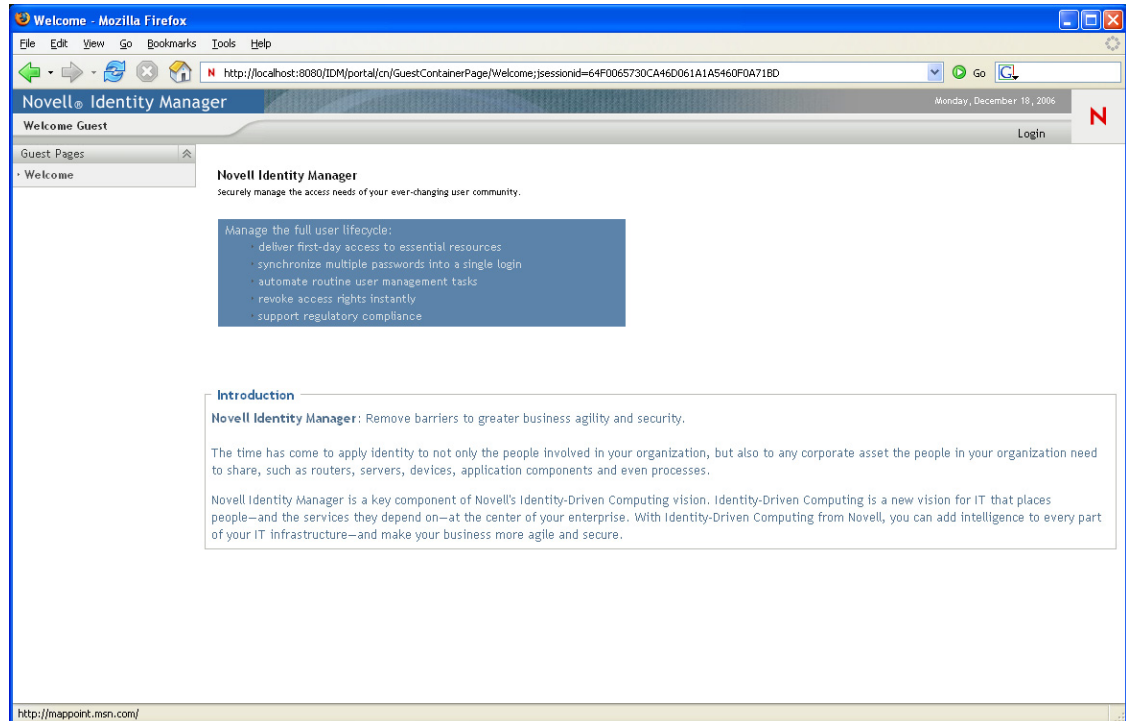 Welcome - Mozilla Firefox
File Edit View Go Bookmarks Tools Help
N http://localhost:8080/IDM/portal/cn/GuestContainerPage/Welcome;jsessionid=64F0065730CA46D061A1A5460F0A71BD Go G
Novell® Identity Manager Monday, December 18, 2006
N
Welcome Guest Login
Guest Pages
· Welcome
Novell Identity Manager
Securely manage the access needs of your ever-changing user community.
Manage the full user lifecycle:
· deliver first-day access to essential resources
· synchronize multiple passwords into a single login
· automate routine user management tasks
· revoke access rights instantly
· support regulatory compliance
Introduction
Novell Identity Manager: Remove barriers to greater business agility and security.
The time has come to apply identity to not only the people involved in your organization, but also to any corporate asset the people in your organization need
to share, such as routers, servers, devices, application components and even processes.
Novell Identity Manager is a key component of Novell's Identity-Driven Computing vision. Identity-Driven Computing is a new vision for IT that places
people—and the services they depend on—at the center of your enterprise. With Identity-Driven Computing from Novell, you can add intelligence to every part
of your IT infrastructure—and make your business more agile and secure.
http://mappoint.msn.com/